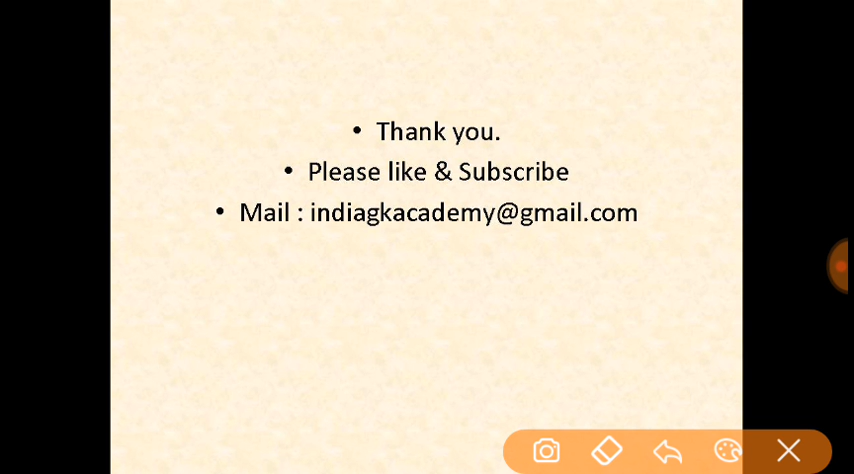 • Thank you.
• Please like & Subscribe
• Mail : indiagkacademy@gmail.com